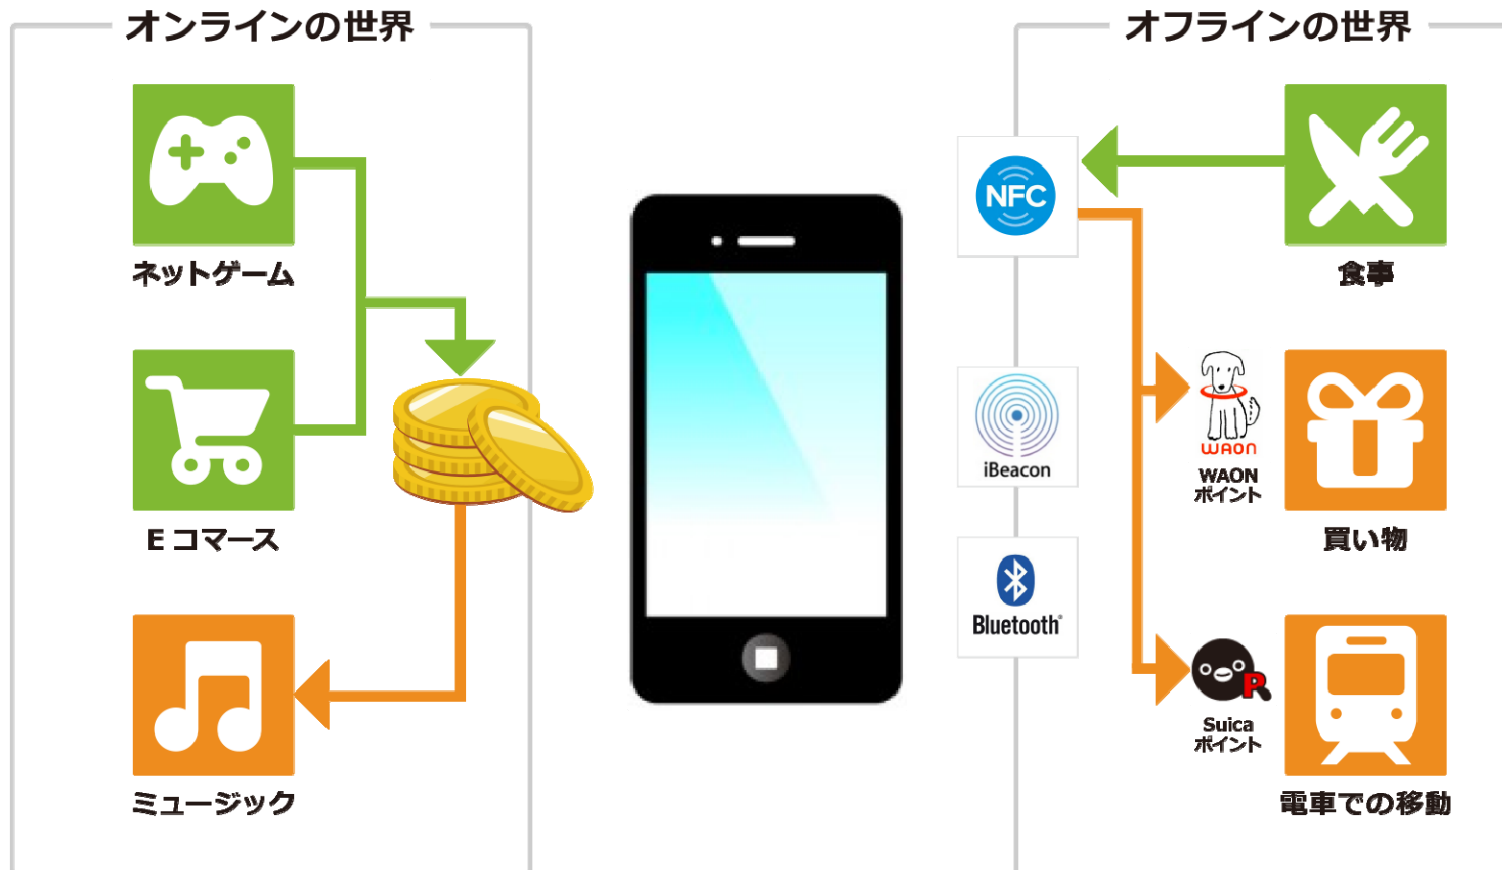 オンラインの世界
ネットゲーム
E コマース
ミュージック
オフラインの世界
NFC
食事
iBeacon
WAON
WAON
ポイント
買い物
Bluetooth®
P
Suica
ポイント
電車での移動